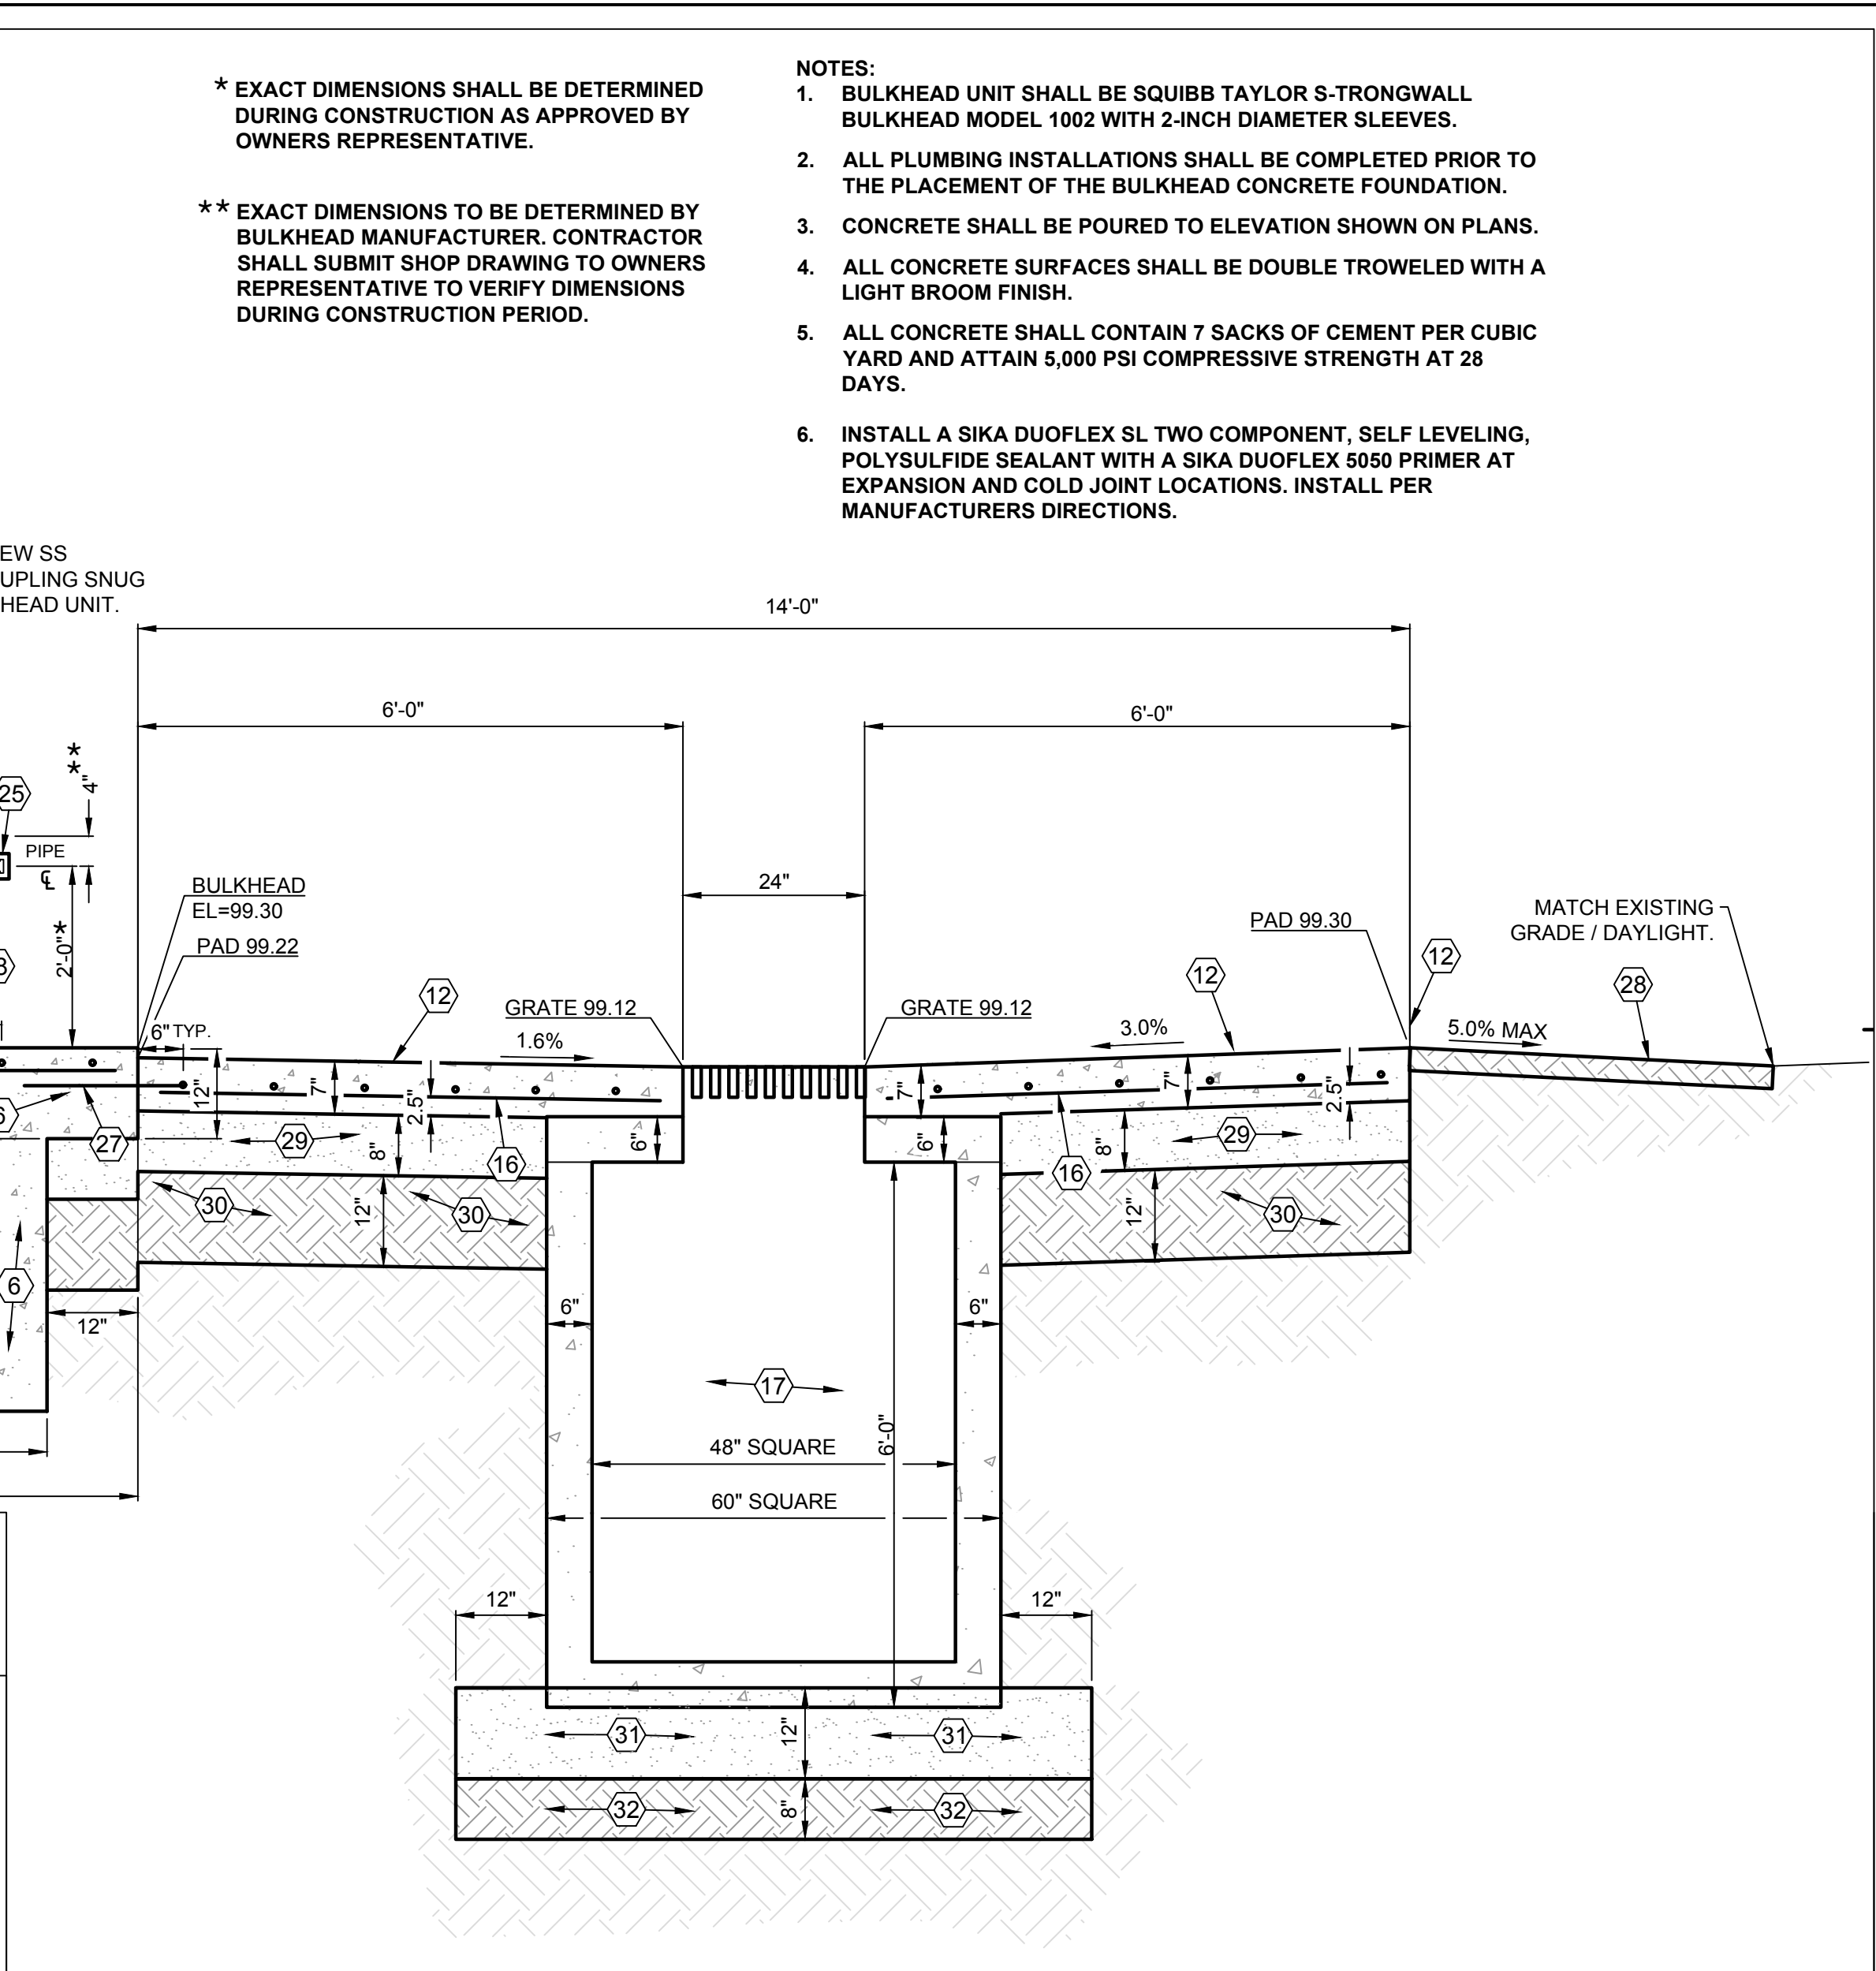 * EXACT DIMENSIONS SHALL BE DETERMINED
DURING CONSTRUCTION AS APPROVED BY
OWNERS REPRESENTATIVE.
** EXACT DIMENSIONS TO BE DETERMINED BY
BULKHEAD MANUFACTURER. CONTRACTOR
SHALL SUBMIT SHOP DRAWING TO OWNERS
REPRESENTATIVE TO VERIFY DIMENSIONS
DURING CONSTRUCTION PERIOD.
NOTES:
1. BULKHEAD UNIT SHALL BE SQUIBB TAYLOR S-TRONGWALL
BULKHEAD MODEL 1002 WITH 2-INCH DIAMETER SLEEVES.
2. ALL PLUMBING INSTALLATIONS SHALL BE COMPLETED PRIOR TO
THE PLACEMENT OF THE BULKHEAD CONCRETE FOUNDATION.
3. CONCRETE SHALL BE POURED TO ELEVATION SHOWN ON PLANS.
4. ALL CONCRETE SURFACES SHALL BE DOUBLE TROWELED WITH A
LIGHT BROOM FINISH.
5. ALL CONCRETE SHALL CONTAIN 7 SACKS OF CEMENT PER CUBIC
YARD AND ATTAIN 5,000 PSI COMPRESSIVE STRENGTH AT 28
DAYS.
6. INSTALL A SIKA DUOFLEX SL TWO COMPONENT, SELF LEVELING,
POLYSULFIDE SEALANT WITH A SIKA DUOFLEX 5050 PRIMER AT
EXPANSION AND COLD JOINT LOCATIONS. INSTALL PER
MANUFACTURERS DIRECTIONS.
EW SS
UPLING SNUG
HEAD UNIT.
14'-0"
6'-0"
6'-0"
4"**
25
PIPE
℄
24"
BULKHEAD
EL=99.30
PAD 99.22
2'-0"*
PAD 99.30
MATCH EXISTING
GRADE / DAYLIGHT.
12
12
12
28
GRATE 99.12
GRATE 99.12
6" TYP.
1.6%
3.0%
5.0% MAX
12"
7"
2.5"
7"
7"
2.5"
6
27
29
8"
16
6"
6"
16
8"
29
30
12"
30
12"
30
6
12"
6"
6"
17
48" SQUARE
6'-0"
60" SQUARE
12"
12"
31
12"
31
32
8"
32